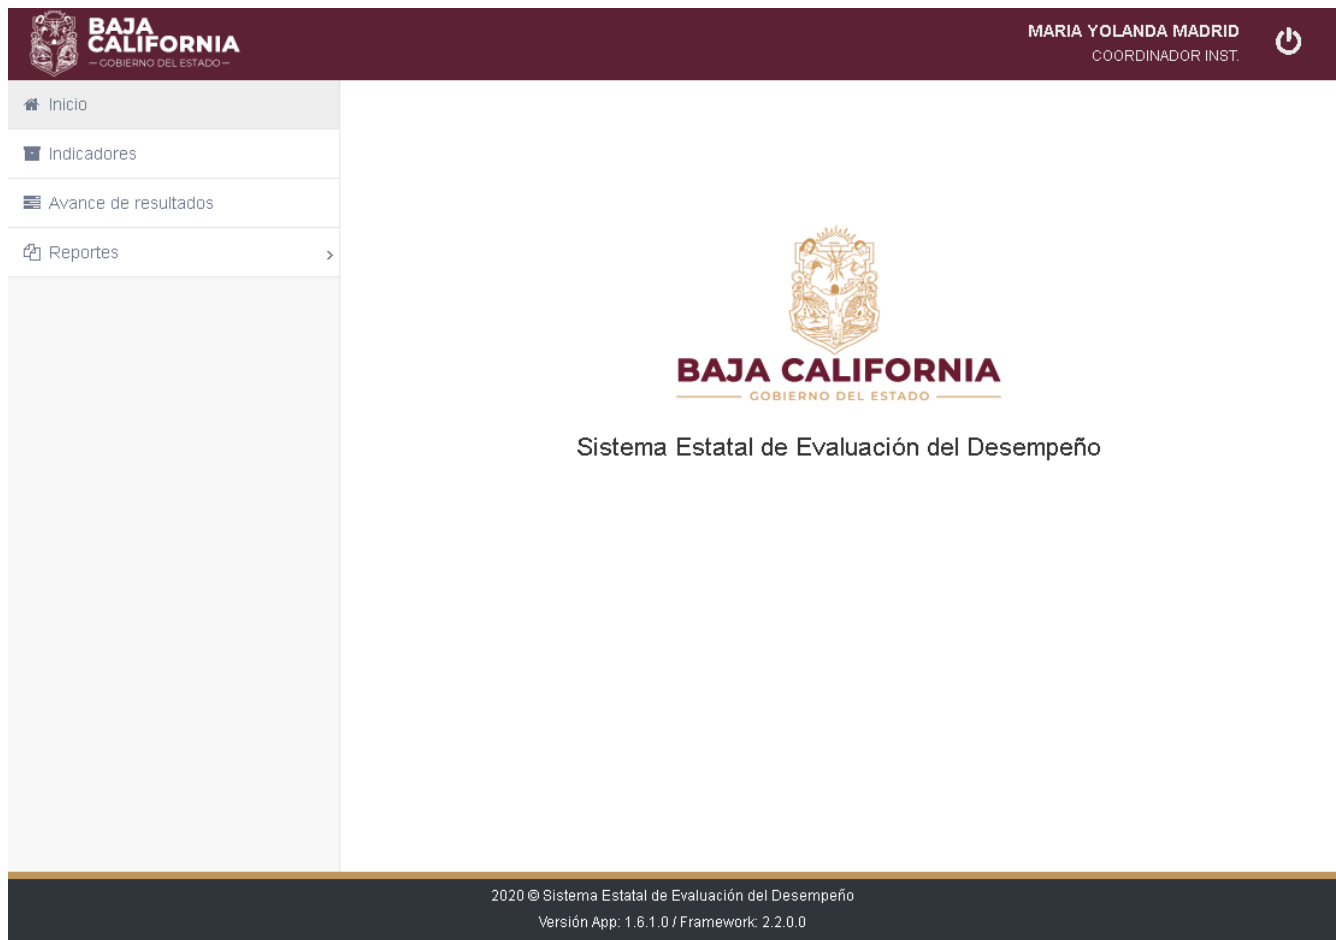 BAJA
CALIFORNIA
GOBIERNO DEL ESTADO
MARIA YOLANDA MADRID
COORDINADOR INST.
Inicio
Indicadores
Avance de resultados
Reportes
BAJA CALIFORNIA
GOBIERNO DEL ESTADO
Sistema Estatal de Evaluación del Desempeño
2020 © Sistema Estatal de Evaluación del Desempeño
Versión App: 1.6.1.0 / Framework: 2.2.0.0